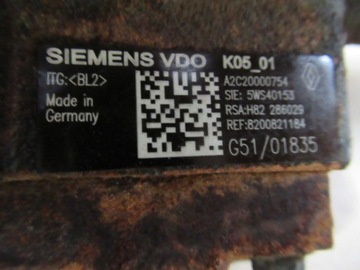 SIEMENS VDO K05_01
ITG:<BL2> A2C20000754
Made in SIE: 5WS40153
Germany RSA:H82 286029
REF:8200821184
G51/01835